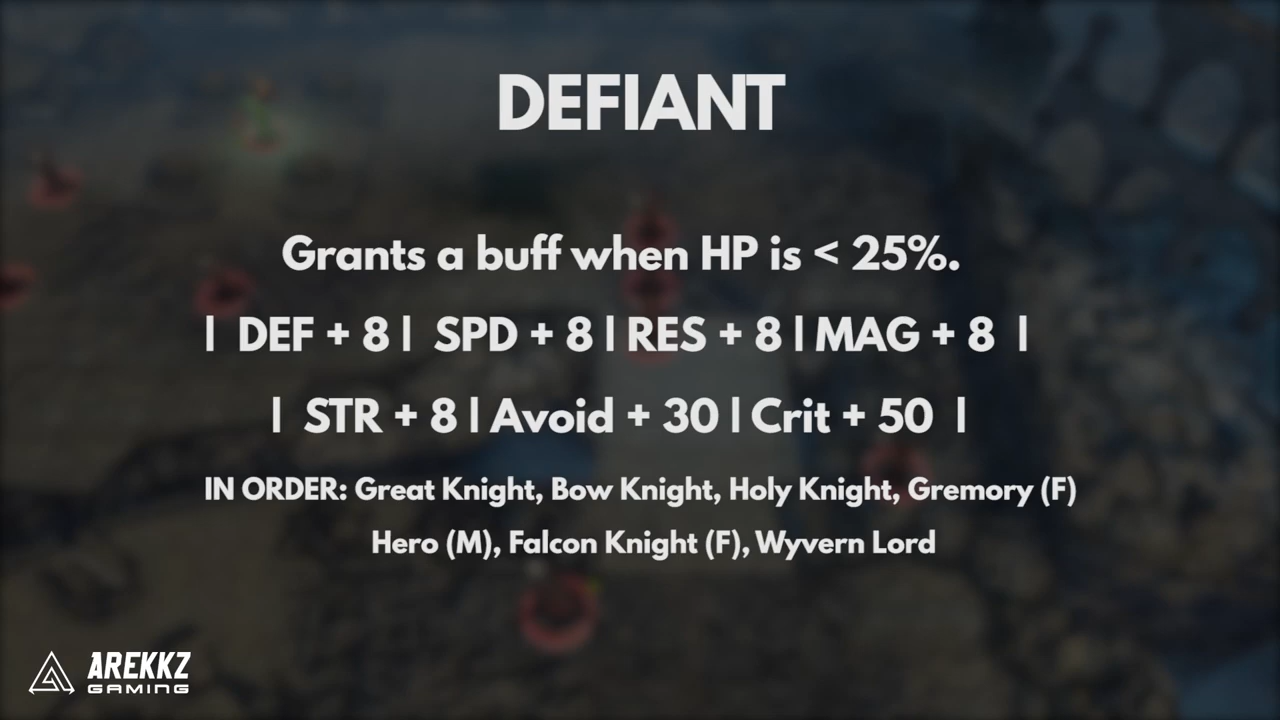 DEFIANT
Grants a buff when HP is < 25%.
| DEF + 8 | SPD + 8 | RES + 8 | MAG + 8 |
| STR + 8 | Avoid + 30 | Crit + 50 |
IN ORDER: Great Knight, Bow Knight, Holy Knight, Gremory (F)
Hero (M), Falcon Knight (F), Wyvern Lord
AREKKZ
GAMING